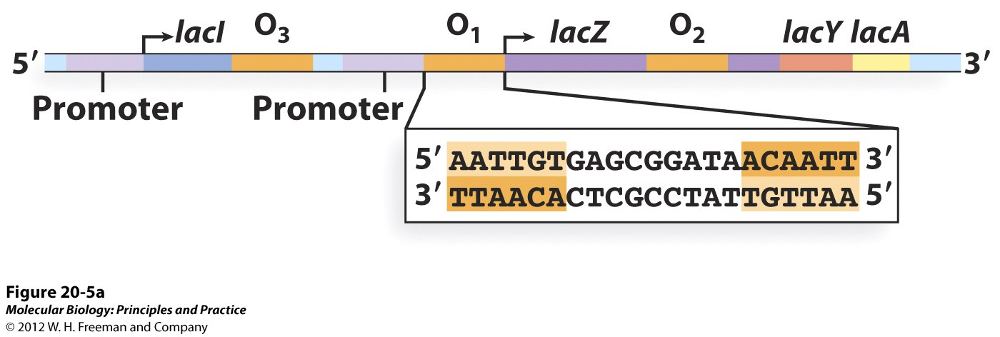 lacI O₃ O₁ lacZ O₂ lacY lacA
5′ 3′
Promoter Promoter
5′ AATTGTGAGCGGATAACAATT 3′
3′ TTAACACTCGCCTATTGTTAA 5′
Figure 20-5a
Molecular Biology: Principles and Practice
© 2012 W. H. Freeman and Company